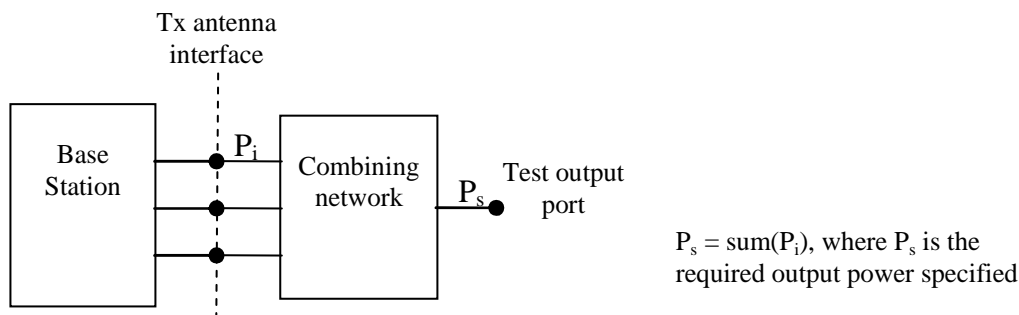 Tx antenna
interface
Base
Station
Pi
Combining
network
Ps
Test output
port
Ps = sum(Pi), where Ps is the
required output power specified